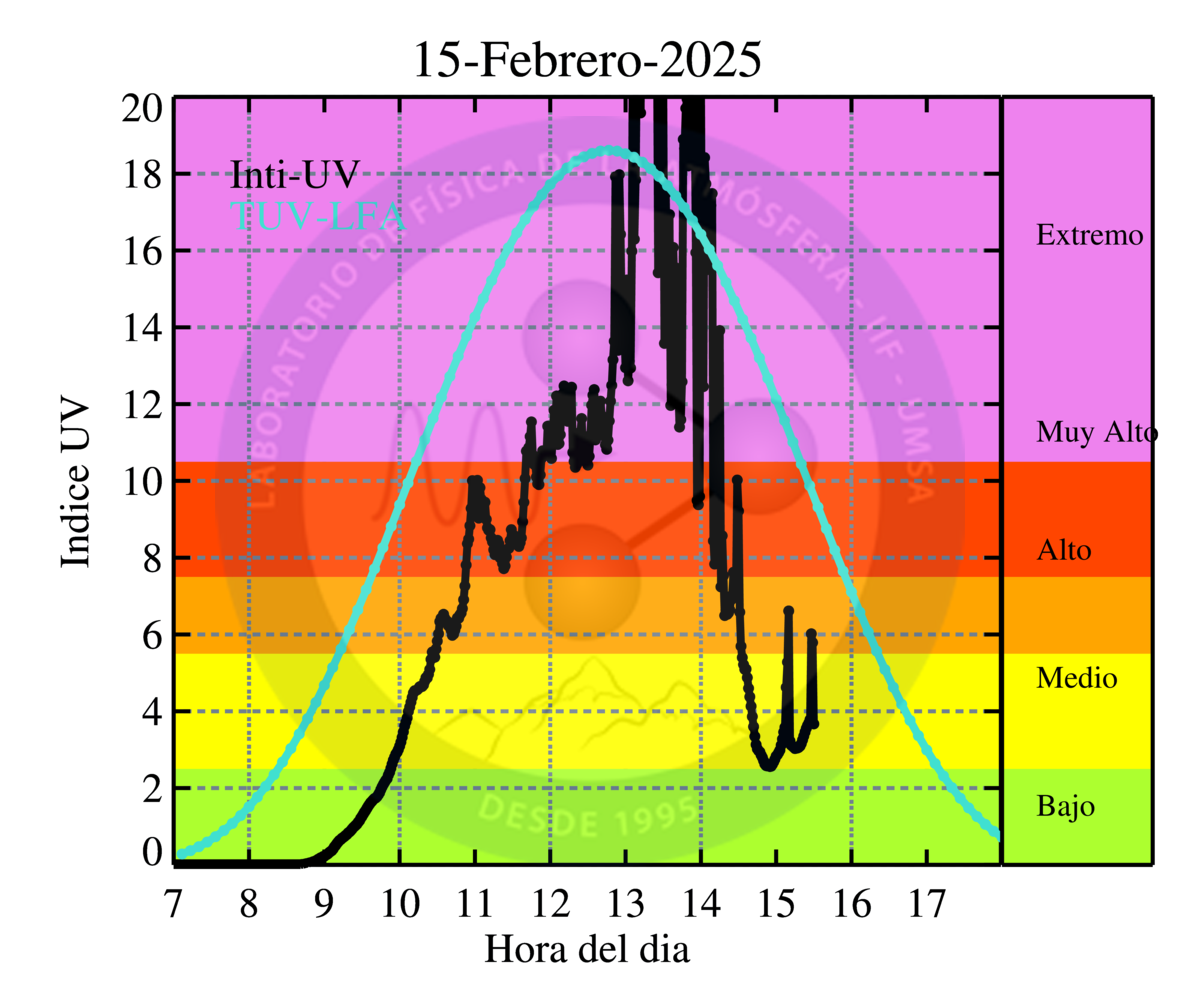 15-Febrero-2025
20
18
16
14
12
10
8
6
4
2
0
Indice UV
Inti-UV
TUV-LFA
LABORATORIO DE FÍSICA DE LA ATMÓSFERA - IIF - UMSA
DESDE 1995
Extremo
Muy Alto
Alto
Medio
Bajo
7 8 9 10 11 12 13 14 15 16 17
Hora del dia